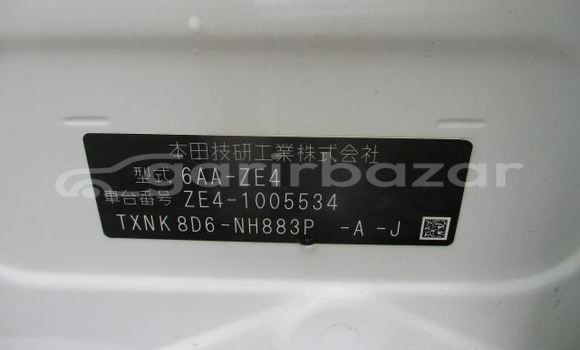 本田技研工業株式会社
型式 6AA-ZE4
車台番号 ZE4-1005534
TXNK 8D6-NH883P -A -J
garirbazar